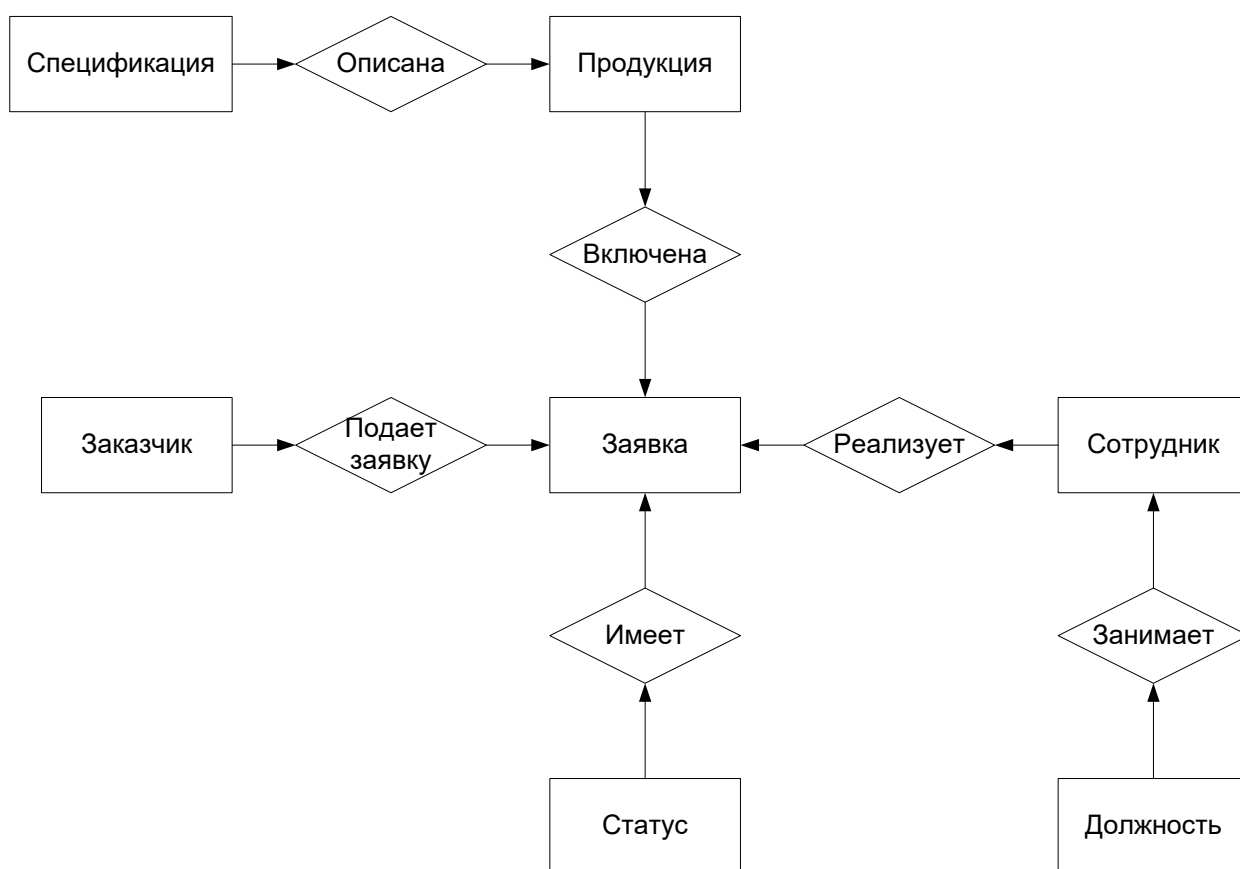 Спецификация
Описана
Продукция
Включена
Заказчик
Подает
заявку
Заявка
Реализует
Сотрудник
Имеет
Занимает
Статус
Должность